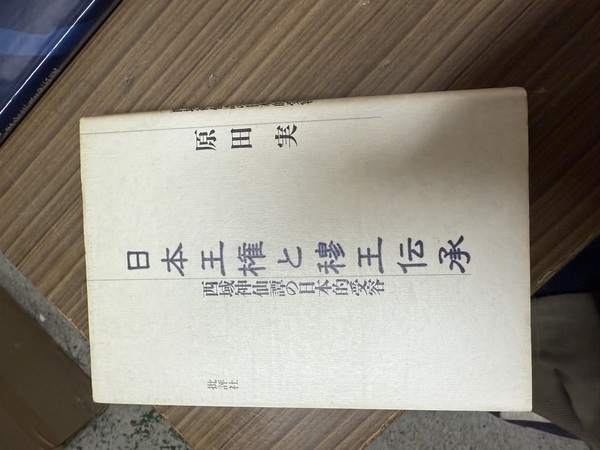 原田実
日本王権と穆王伝承
西域神仙譚の日本的受容
批評社